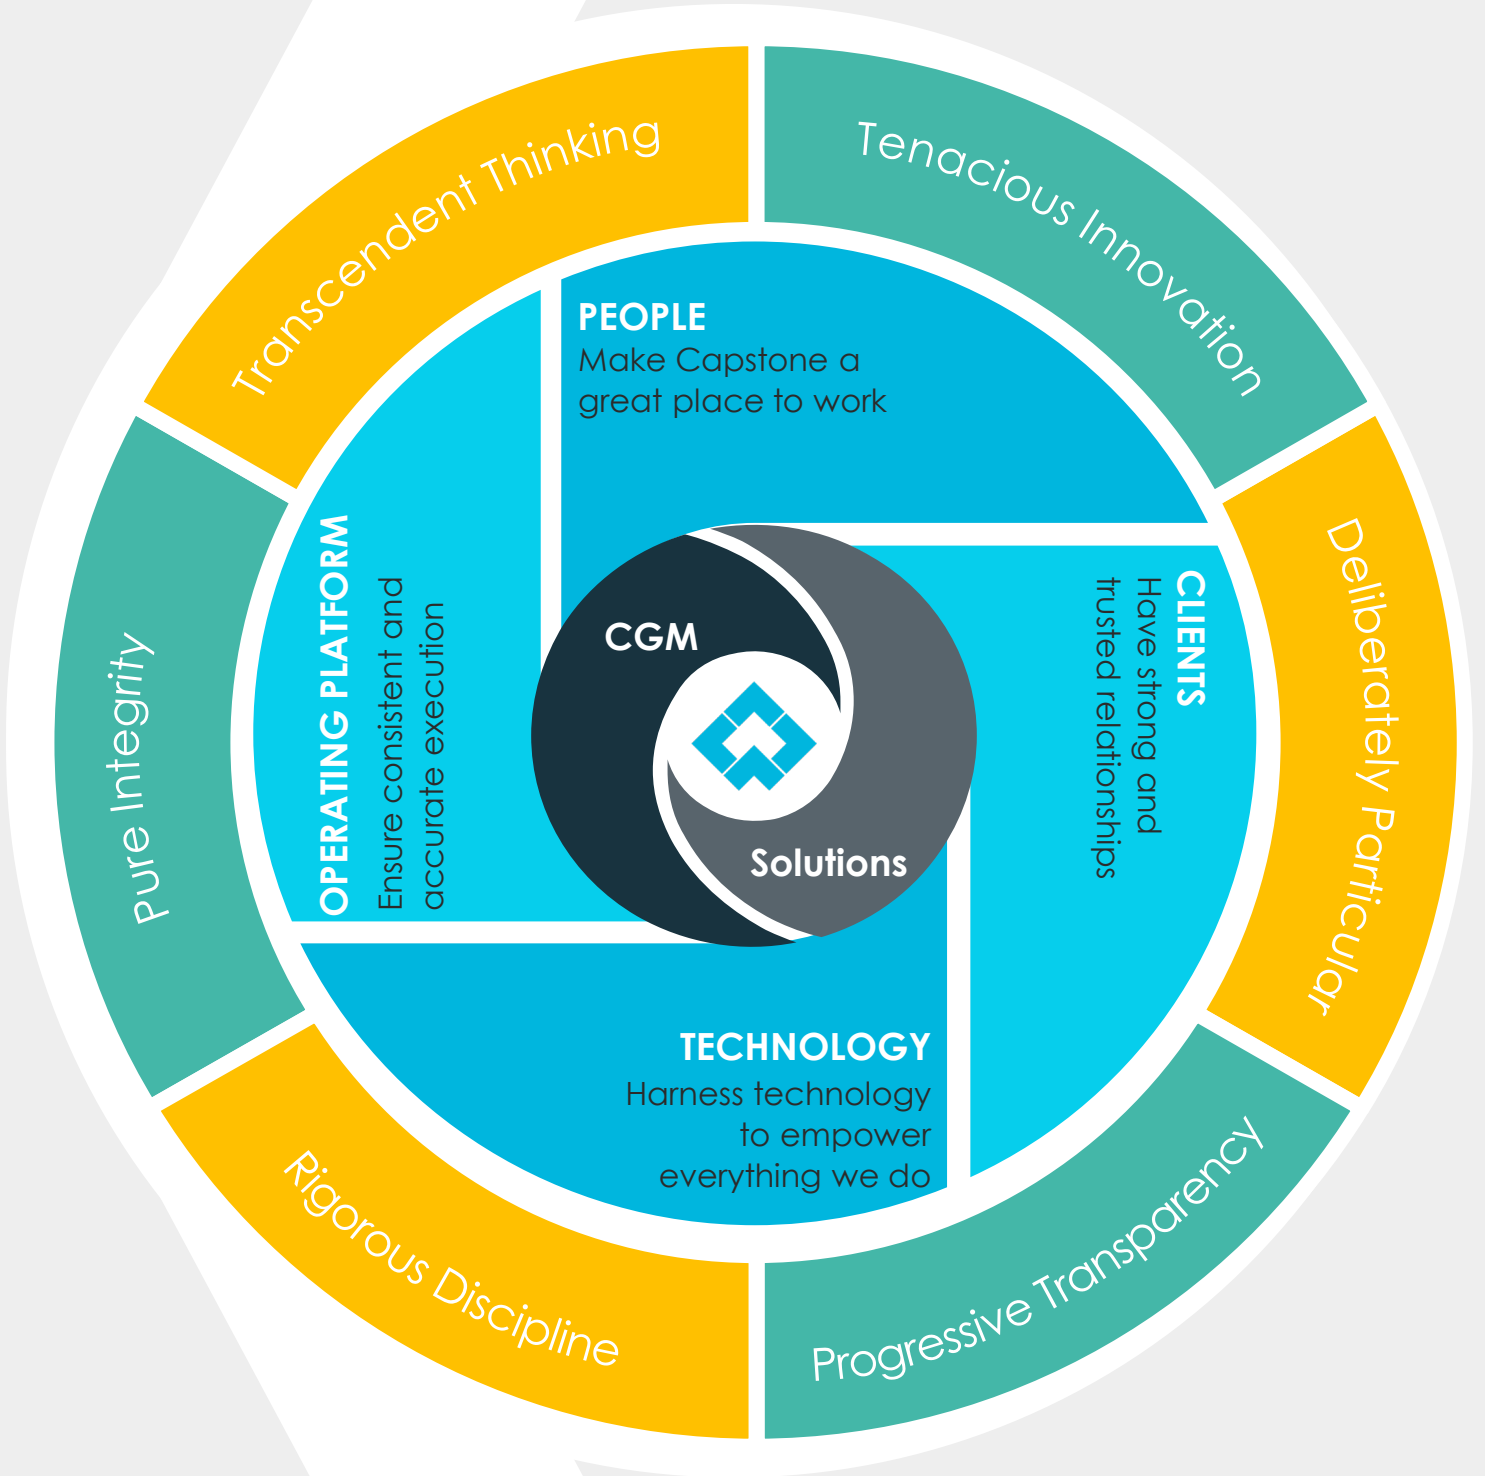 Transcendent Thinking
Tenacious Innovation
Deliberately Particular
Progressive Transparency
Rigorous Discipline
Pure Integrity
PEOPLE
Make Capstone a
great place to work
CLIENTS
Have strong and
trusted relationships
TECHNOLOGY
Harness technology
to empower
everything we do
OPERATING PLATFORM
Ensure consistent and
accurate execution
CGM
Solutions